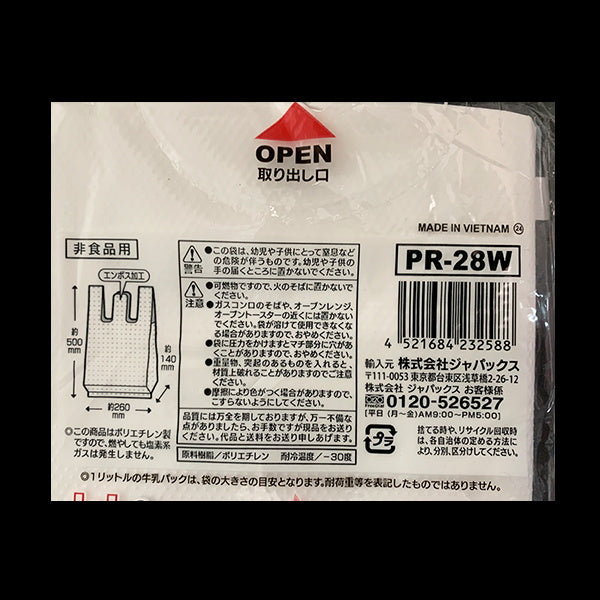 OPEN
取り出し口
MADE IN VIETNAM 24
非食品用
エンボス加工
約
500
mm
約
140
mm
約260
mm
◎この商品はポリエチレン製
ですので、燃やしても塩素系
ガスは発生しません。
警告
●この袋は、幼児や子供にとって窒息など
の危険が伴うものです。幼児や子供の
手の届くところに置かないでください。
注意
●可燃物ですので、火のそばに置かないで
ください。
●ガスコンロのそばや、オーブンレンジ、
オーブントースターの近くには置かない
でください。袋が溶けて使用できなくな
る場合がありますので、おやめください。
●袋に圧力をかけますとマチ部分に穴があ
くことがありますので、おやめください。
●重量物、突起のあるものを入れると、
材質上破れることがありますのでご注意
ください。
●摩擦により色がつく場合がありますので、
こすらないでください。
品質には万全を期しておりますが、万一不備な
点がありましたら、お手数ですが現品をお送り
ください。代品と送料をお送り申しあげます。
原料樹脂/ポリエチレン 耐冷温度/−30度
PR-28W
4 521684 232588
輸入元 株式会社ジャパックス
〒111-0053 東京都台東区浅草橋2-26-12
株式会社 ジャパックス お客様係
0120-526527
【平日(月〜金)AM9:00〜PM5:00】
プラ
捨てる時や、リサイクル回収時
は、各自治体の定める方法に
より、分別、区分けしてください。
◎1リットルの牛乳パックは、袋の大きさの目安となります。耐荷重等を表記したものではありません。